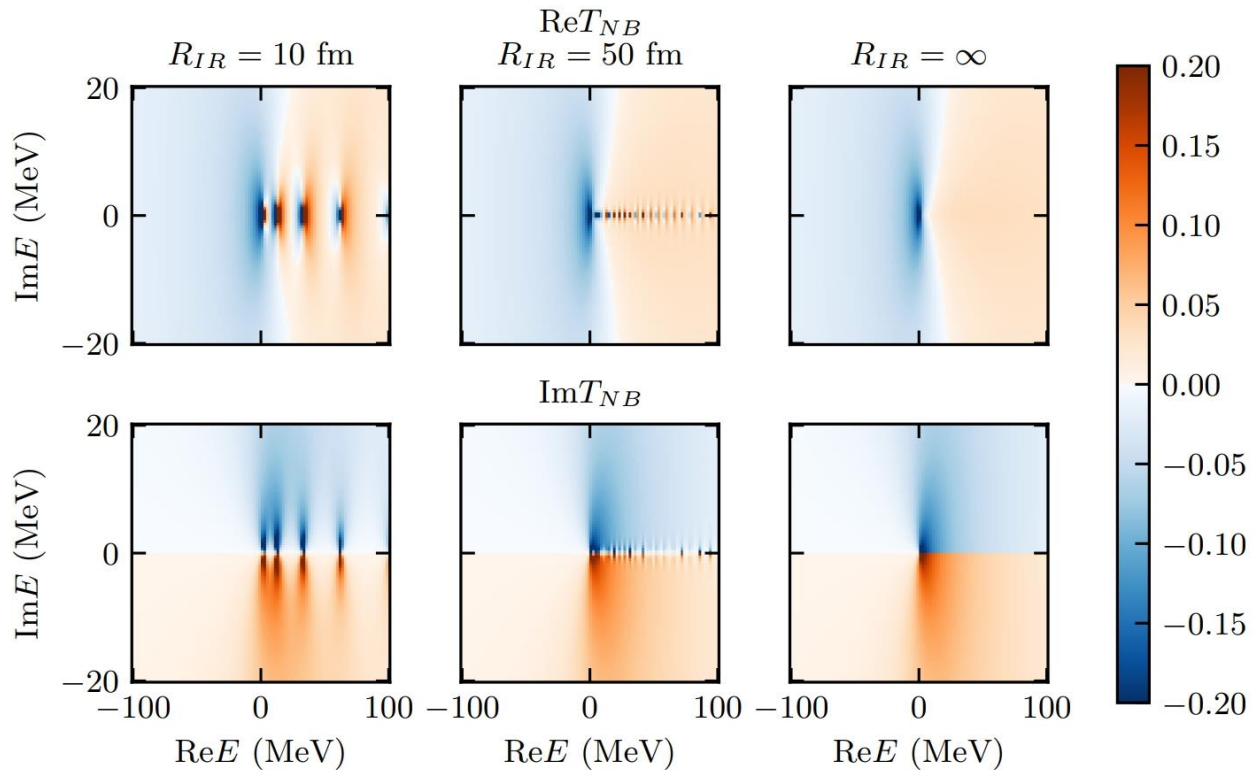 ReT_{NB}
R_{IR} = 10 fm R_{IR} = 50 fm R_{IR} = ∞
20
0
−20
ImE (MeV)
ImT_{NB}
20
0
−20
ImE (MeV)
−100 0 100 −100 0 100 −100 0 100
ReE (MeV) ReE (MeV) ReE (MeV)
0.20
0.15
0.10
0.05
0.00
−0.05
−0.10
−0.15
−0.20